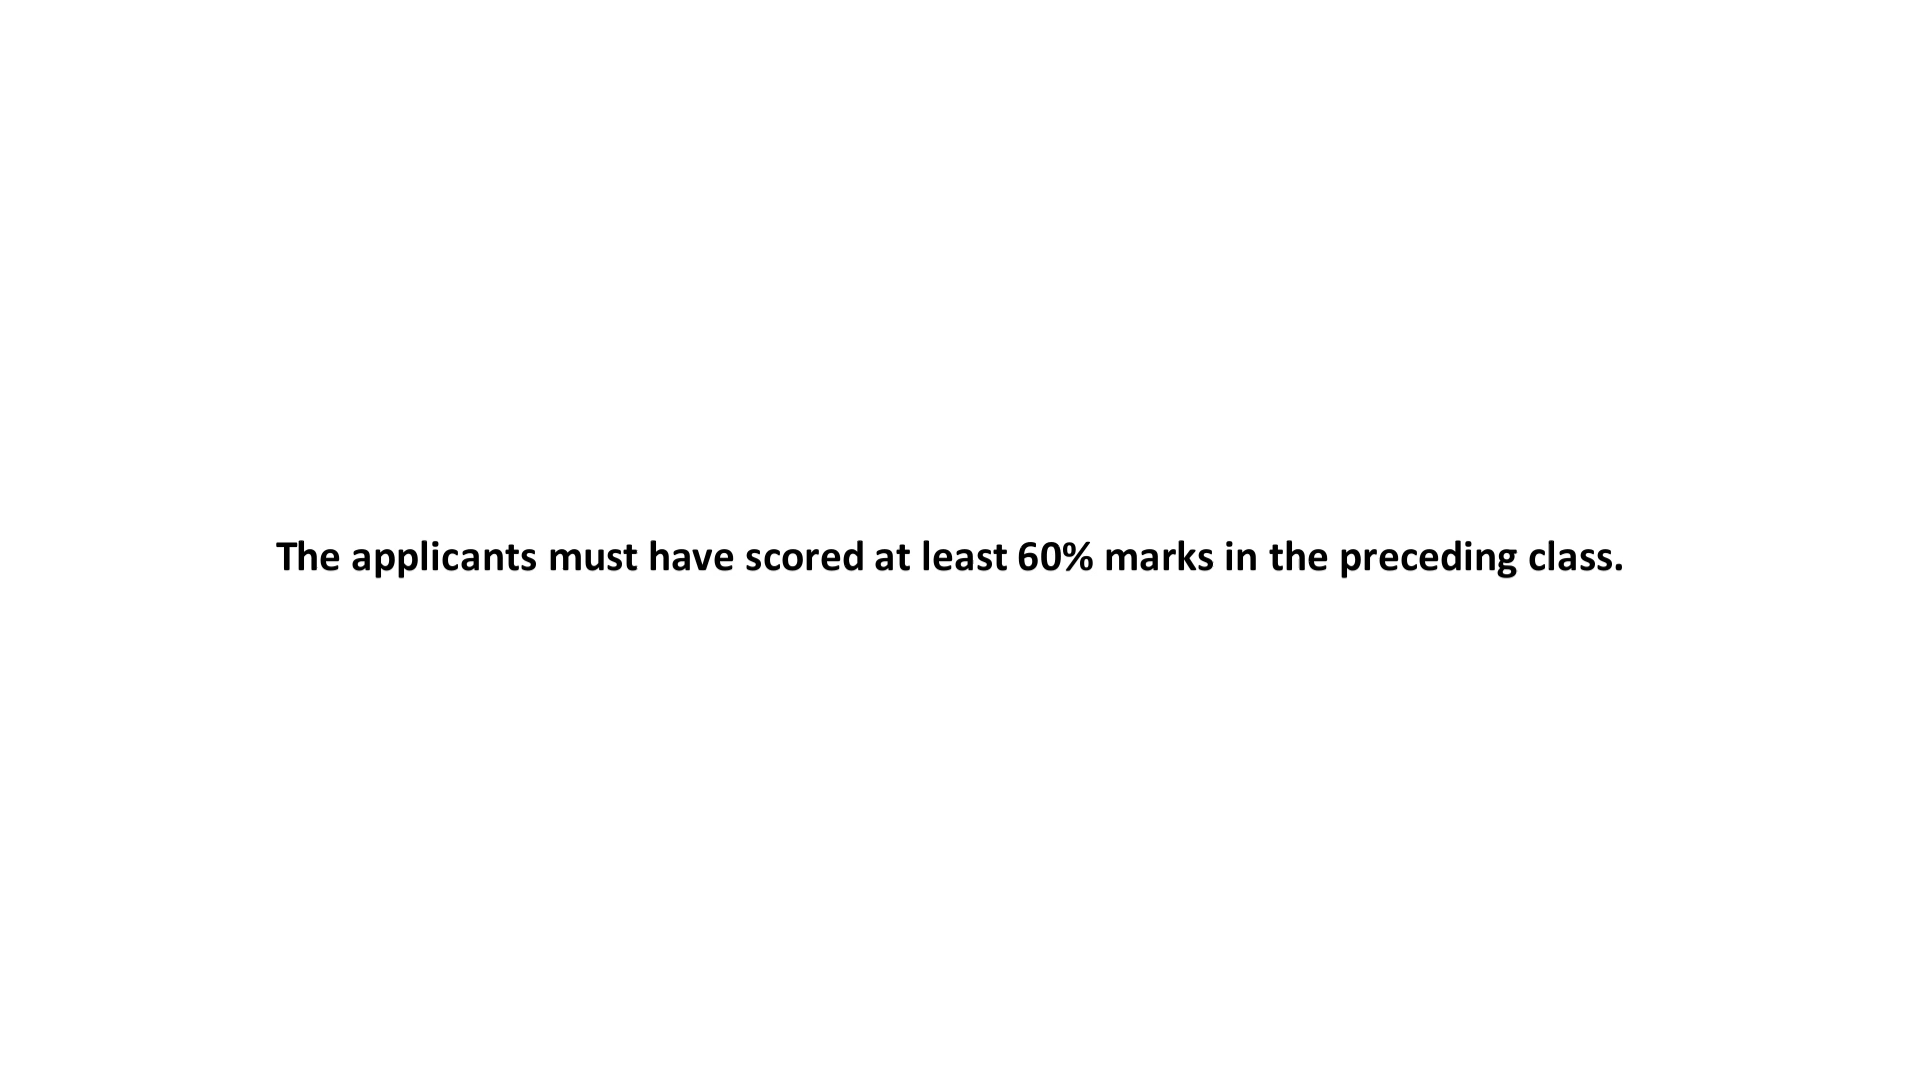 The applicants must have scored at least 60% marks in the preceding class.